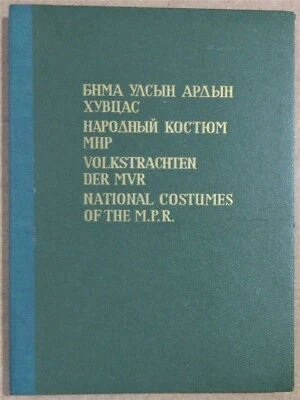 БНМА УЛСЫН АРДЫН
ХУВЦАС
НАРОДНЫЙ КОСТЮМ
МНР
VOLKSTRACHTEN
DER MVR
NATIONAL COSTUMES
OF THE M.P.R.